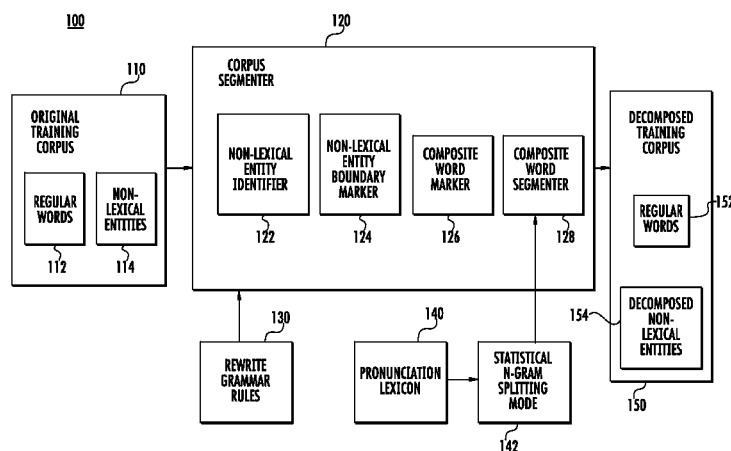 100
120
CORPUS
SEGMENTER
110
ORIGINAL
TRAINING
CORPUS
REGULAR
WORDS
112
NON-
LEXICAL
ENTITIES
114
NON-LEXICAL
ENTITY
IDENTIFIER
122
NON-LEXICAL
ENTITY
BOUNDARY
MARKER
124
COMPOSITE
WORD
MARKER
126
COMPOSITE
WORD
SEGMENTER
128
DECOMPOSED
TRAINING
CORPUS
REGULAR
WORDS
152
154
DECOMPOSED
NON-
LEXICAL
ENTITIES
150
130
REWRITE
GRAMMAR
RULES
140
PRONUNCIATION
LEXICON
STATISTICAL
N-GRAM
SPLITTING
MODE
142